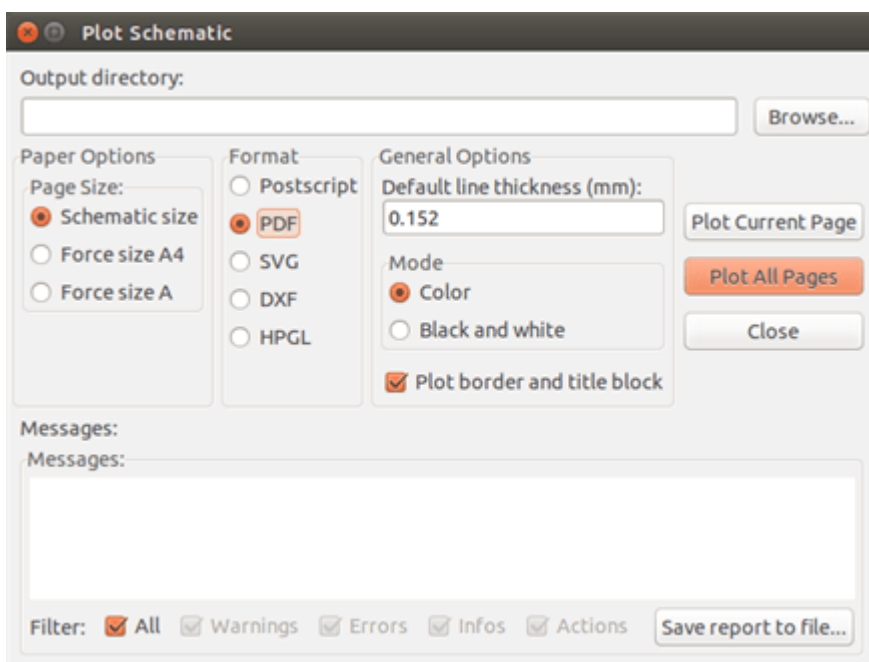 Plot Schematic
Output directory:
Browse...
Paper Options
Page Size:
Schematic size
Force size A4
Force size A
Format
Postscript
PDF
SVG
DXF
HPGL
General Options
Default line thickness (mm):
0.152
Mode
Color
Black and white
Plot border and title block
Plot Current Page
Plot All Pages
Close
Messages:
Messages:
Filter: All Warnings Errors Infos Actions Save report to file...